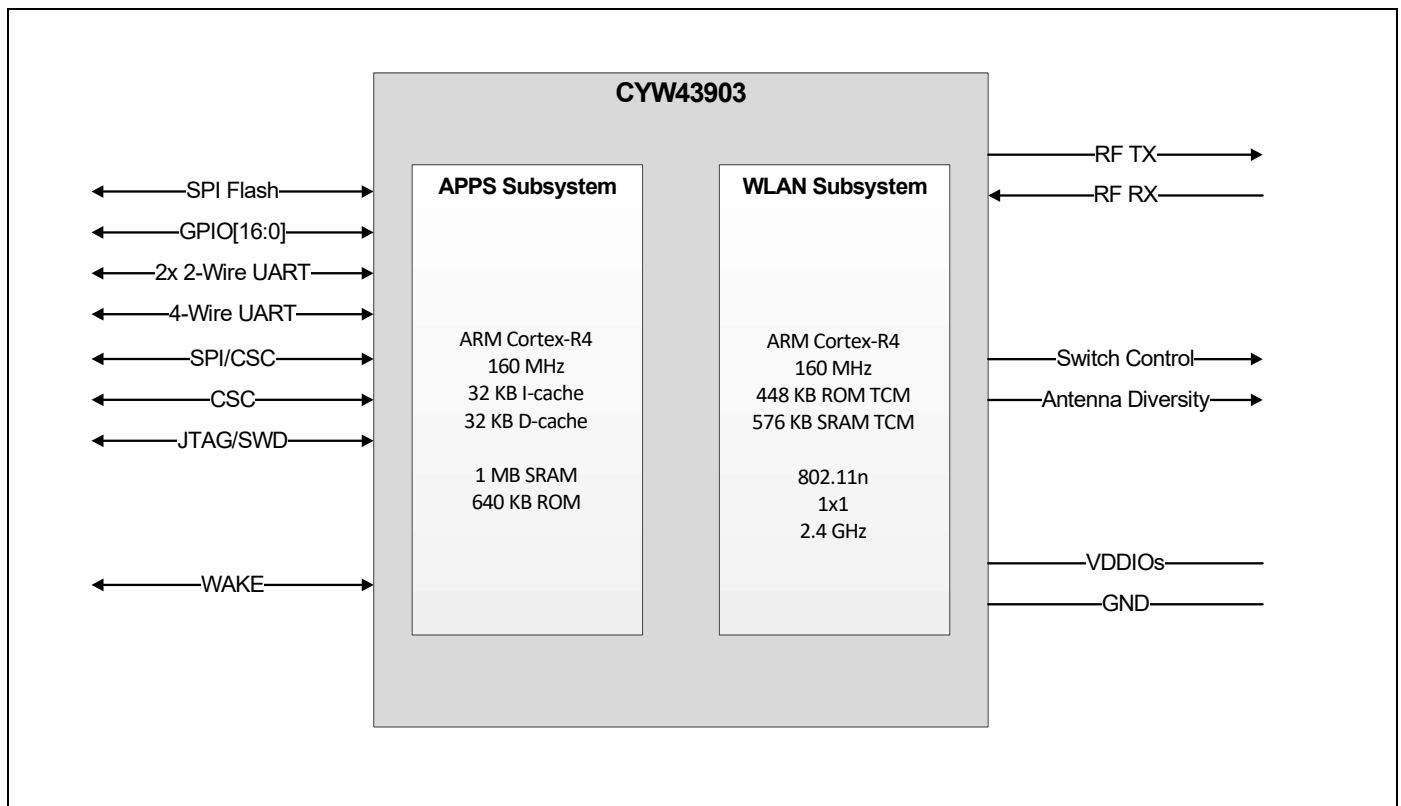 CYW43903
SPI Flash
GPIO[16:0]
2x 2-Wire UART
4-Wire UART
SPI/CSC
CSC
JTAG/SWD
WAKE
APPS Subsystem
ARM Cortex-R4
160 MHz
32 KB I-cache
32 KB D-cache
1 MB SRAM
640 KB ROM
WLAN Subsystem
ARM Cortex-R4
160 MHz
448 KB ROM TCM
576 KB SRAM TCM
802.11n
1x1
2.4 GHz
RF TX
RF RX
Switch Control
Antenna Diversity
VDDIOs
GND